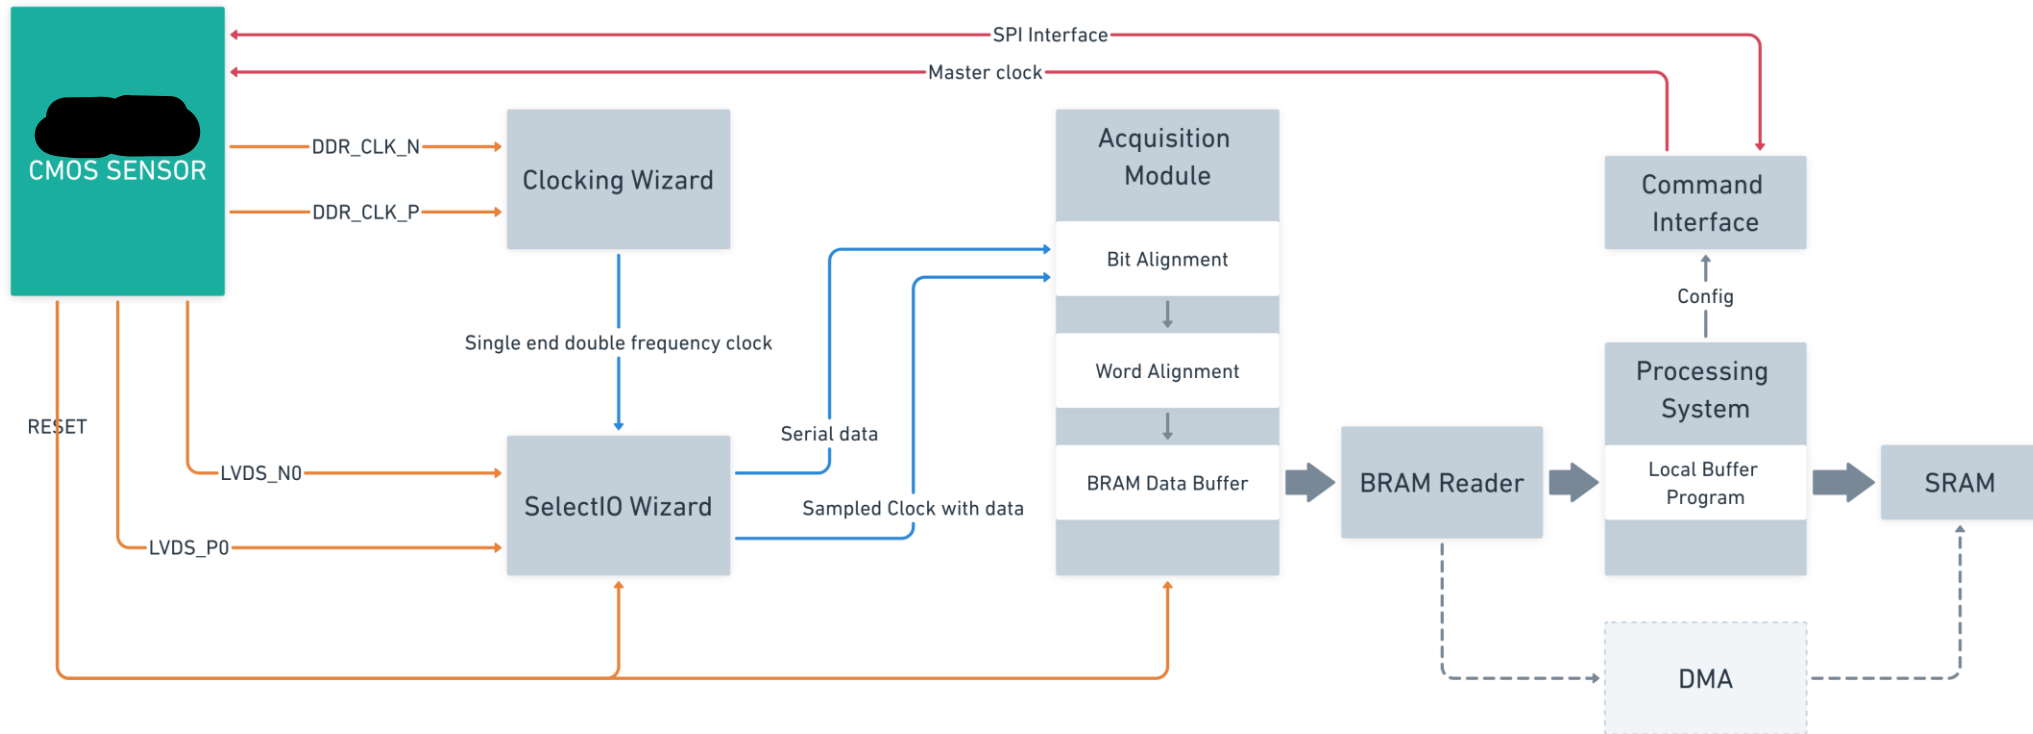 SPI Interface
Master clock
CMOS SENSOR
DDR_CLK_N
DDR_CLK_P
Clocking Wizard
Single end double frequency clock
RESET
LVDS_N0
LVDS_P0
SelectIO Wizard
Serial data
Sampled Clock with data
Acquisition
Module
Bit Alignment
Word Alignment
BRAM Data Buffer
BRAM Reader
Command
Interface
Config
Processing
System
Local Buffer
Program
SRAM
DMA